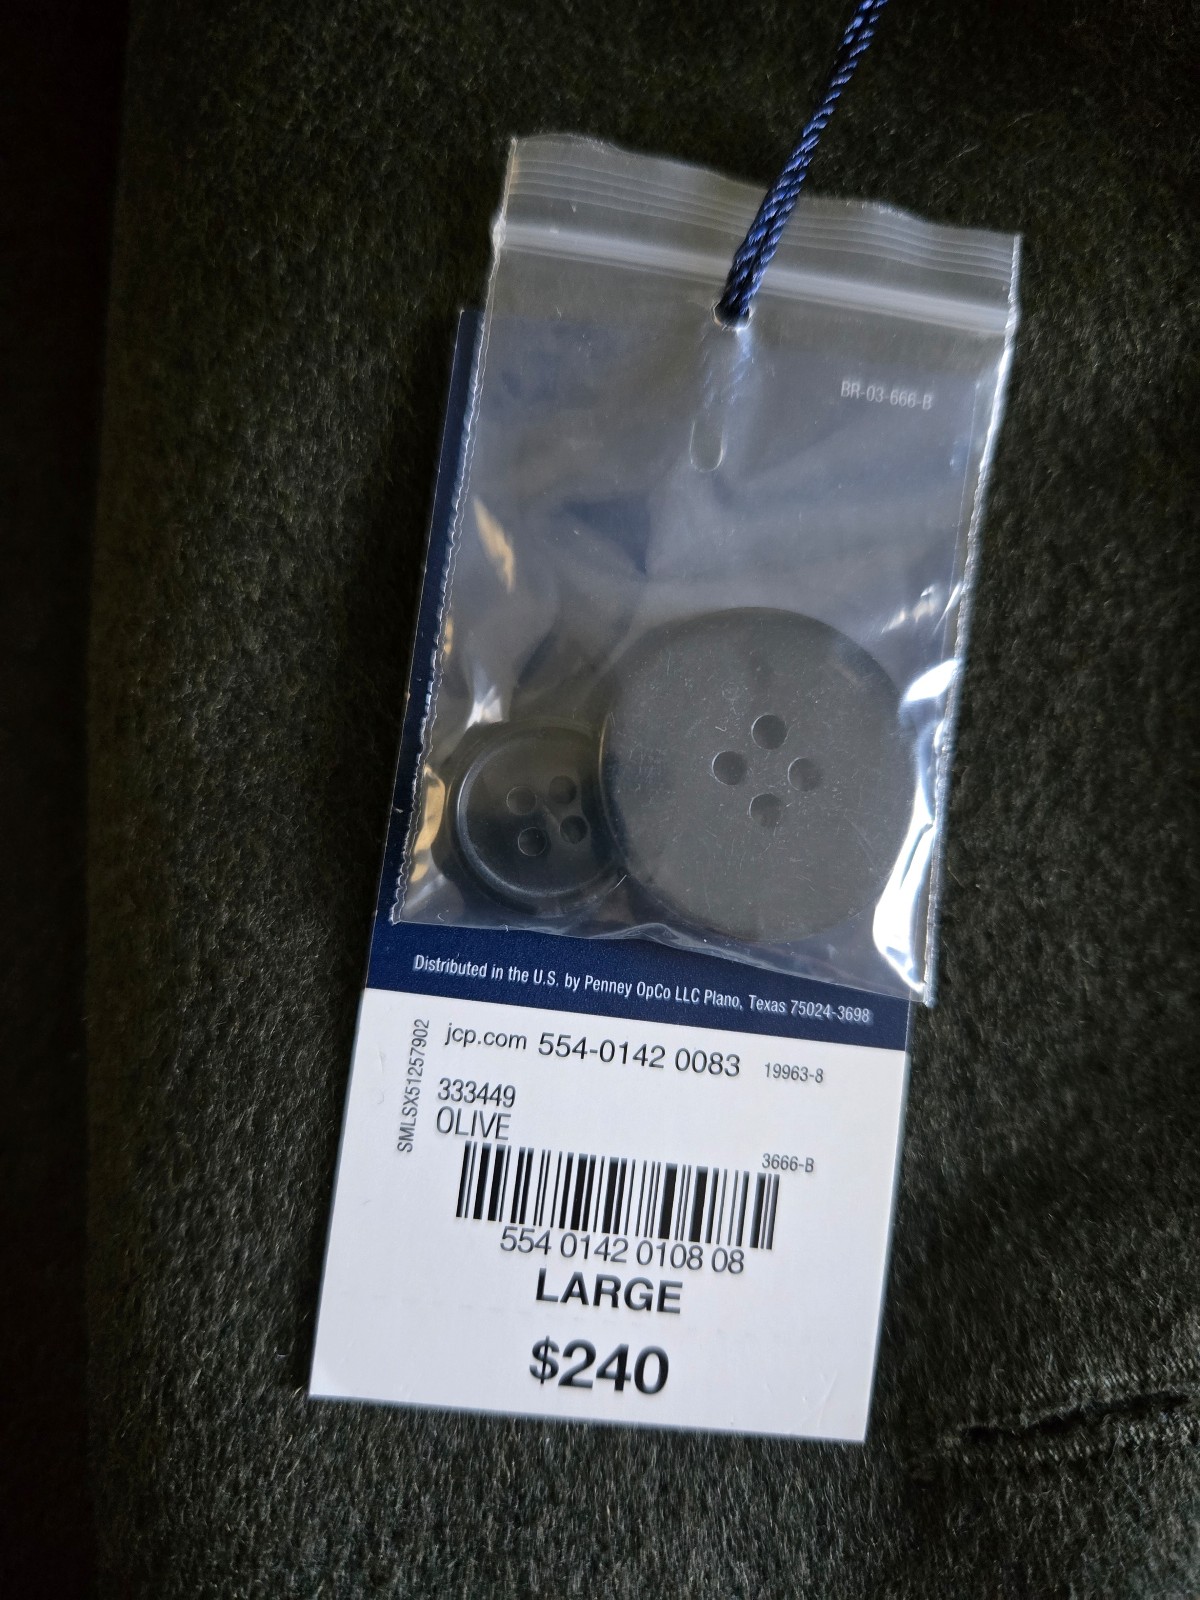 BR-03-666-B
Distributed in the U.S. by Penney OpCo LLC Plano, Texas 75024-3698
jcp.com 554-0142 0083 19963-8
SMLSX51257902
333449
OLIVE
3666-B
554 0142 0108 08
LARGE
$240